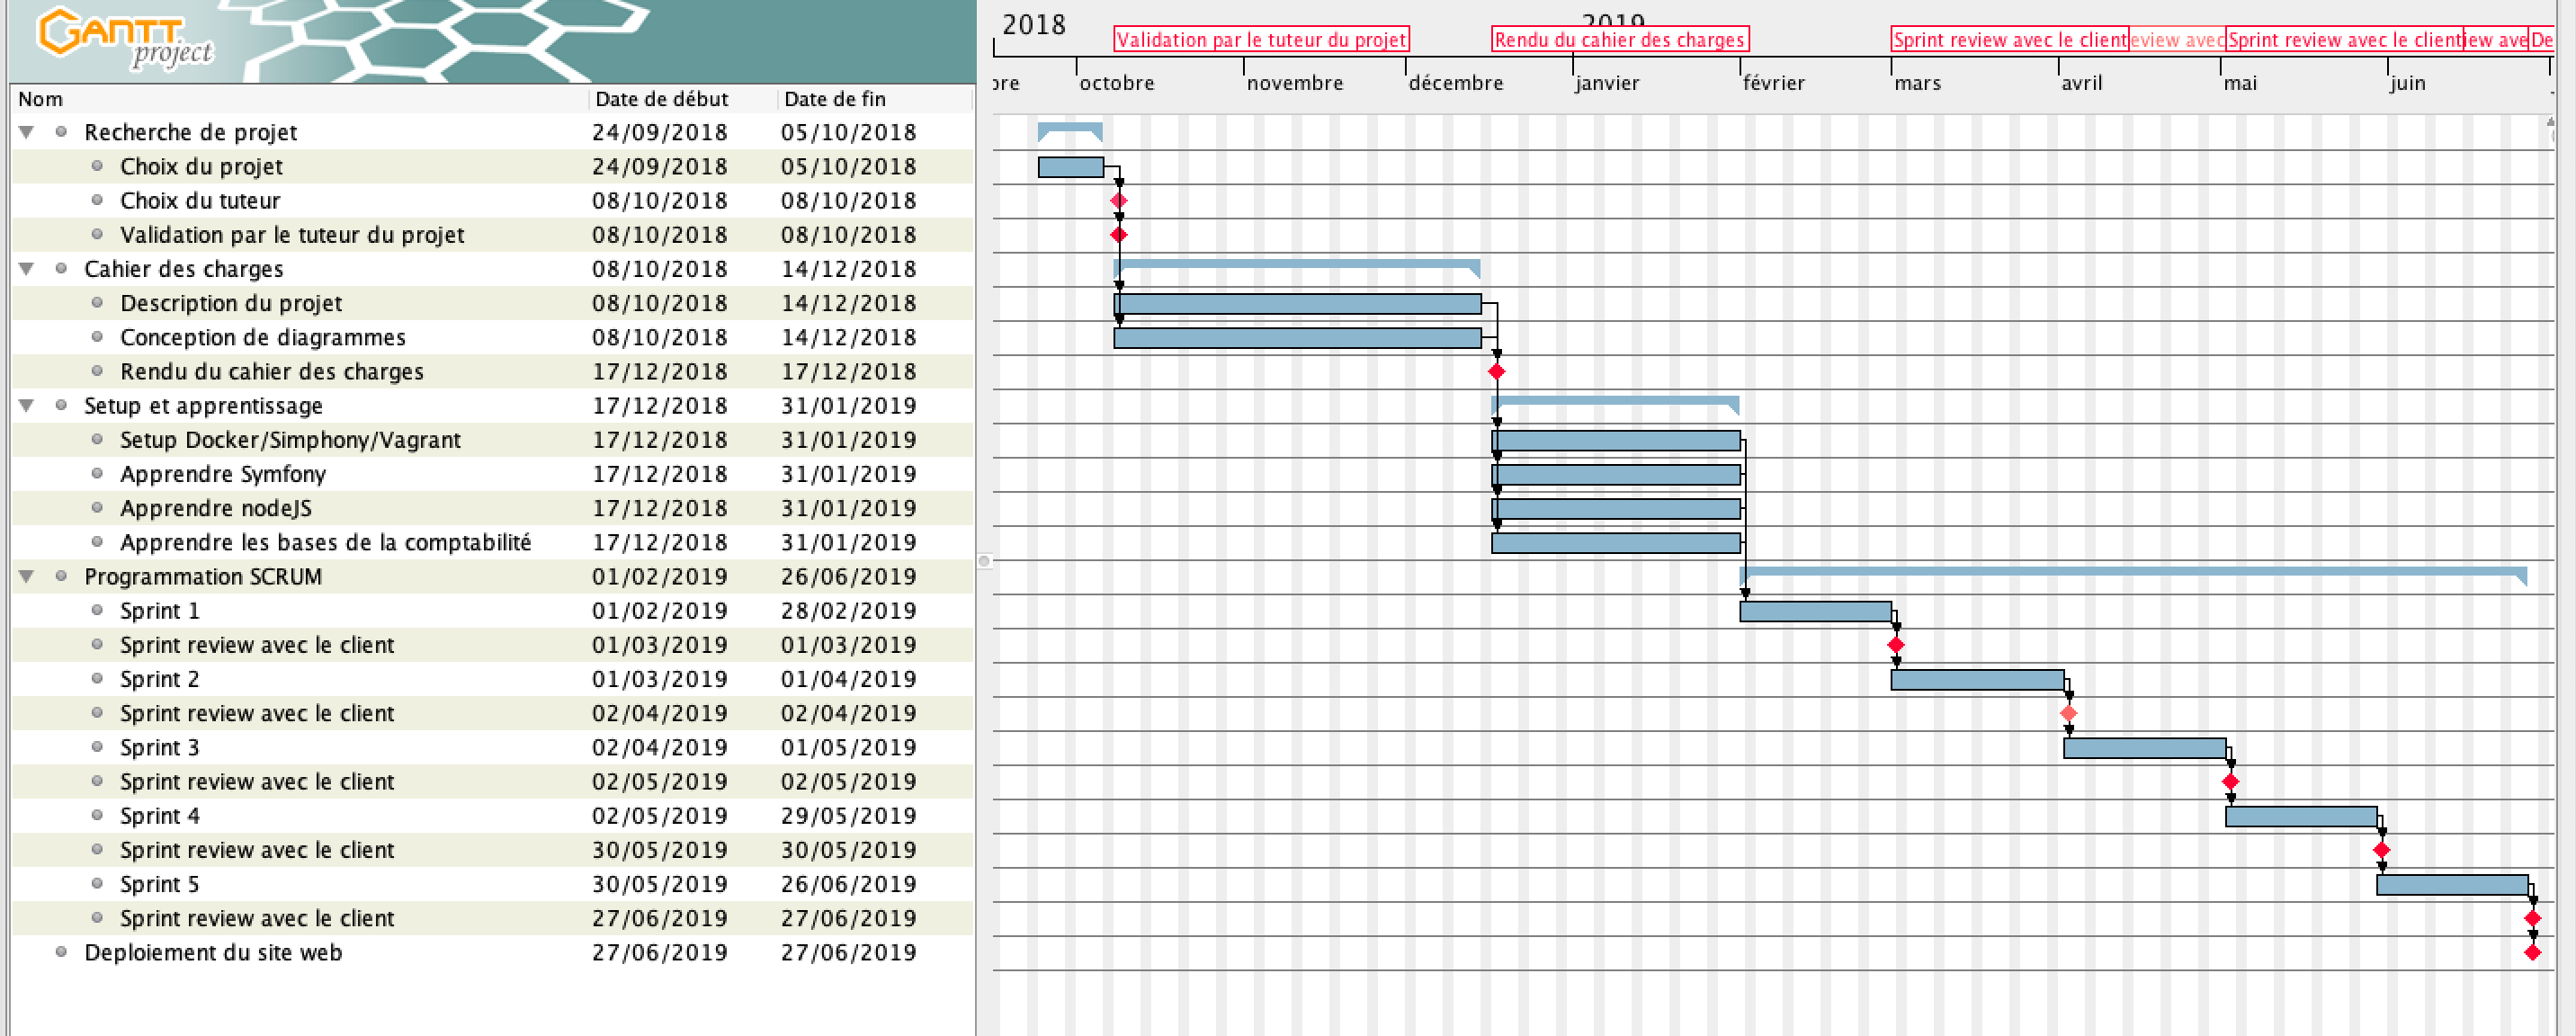 GANTT
project
2018
2019
Validation par le tuteur du projet
Rendu du cahier des charges
Sprint review avec le client
eview avec
Sprint review avec le client
iew ave
De
bre
octobre
novembre
décembre
janvier
février
mars
avril
mai
juin
Nom Date de début Date de fin
Recherche de projet 24/09/2018 05/10/2018
Choix du projet 24/09/2018 05/10/2018
Choix du tuteur 08/10/2018 08/10/2018
Validation par le tuteur du projet 08/10/2018 08/10/2018
Cahier des charges 08/10/2018 14/12/2018
Description du projet 08/10/2018 14/12/2018
Conception de diagrammes 08/10/2018 14/12/2018
Rendu du cahier des charges 17/12/2018 17/12/2018
Setup et apprentissage 17/12/2018 31/01/2019
Setup Docker/Simphony/Vagrant 17/12/2018 31/01/2019
Apprendre Symfony 17/12/2018 31/01/2019
Apprendre nodeJS 17/12/2018 31/01/2019
Apprendre les bases de la comptabilité 17/12/2018 31/01/2019
Programmation SCRUM 01/02/2019 26/06/2019
Sprint 1 01/02/2019 28/02/2019
Sprint review avec le client 01/03/2019 01/03/2019
Sprint 2 01/03/2019 01/04/2019
Sprint review avec le client 02/04/2019 02/04/2019
Sprint 3 02/04/2019 01/05/2019
Sprint review avec le client 02/05/2019 02/05/2019
Sprint 4 02/05/2019 29/05/2019
Sprint review avec le client 30/05/2019 30/05/2019
Sprint 5 30/05/2019 26/06/2019
Sprint review avec le client 27/06/2019 27/06/2019
Deploiement du site web 27/06/2019 27/06/2019